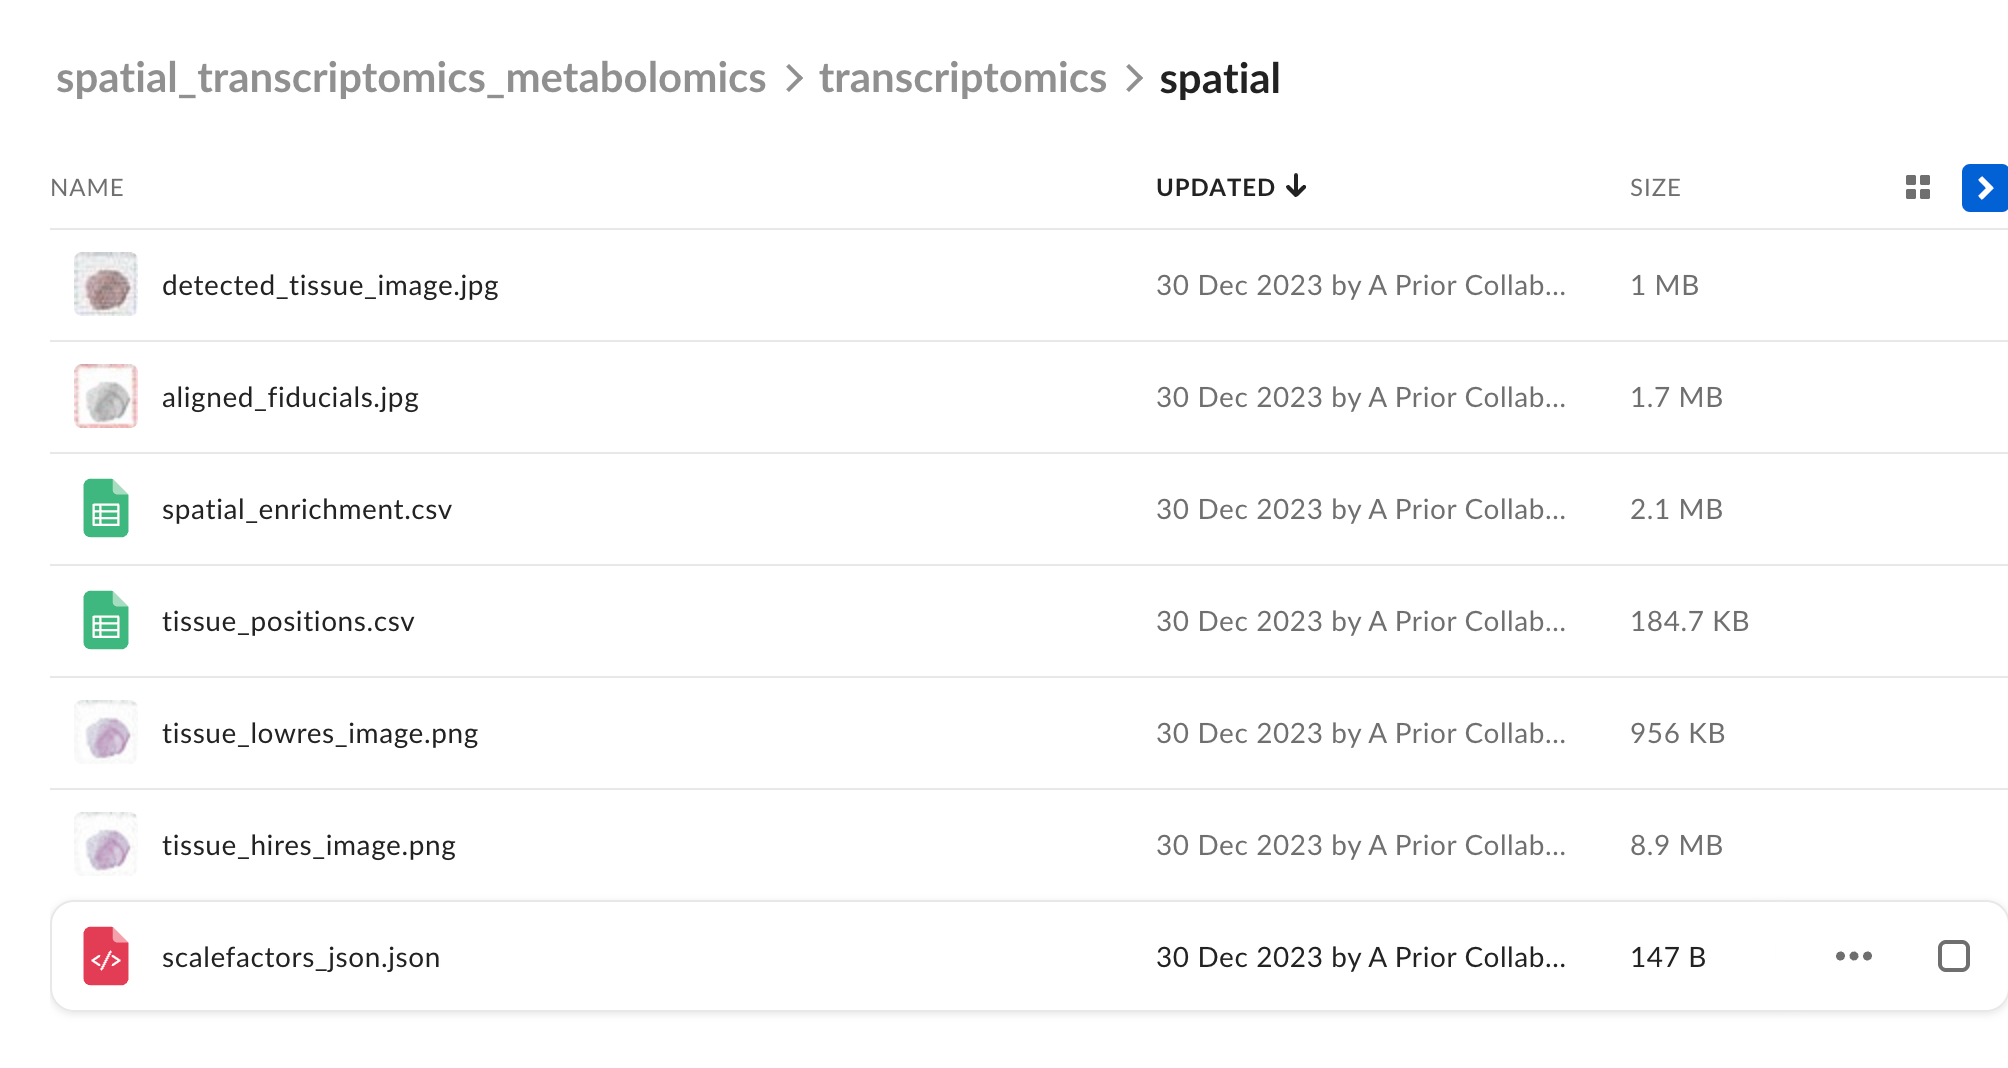 spatial_transcriptomics_metabolomics > transcriptomics > spatial
NAME UPDATED SIZE
detected_tissue_image.jpg 30 Dec 2023 by A Prior Collab... 1 MB
aligned_fiducials.jpg 30 Dec 2023 by A Prior Collab... 1.7 MB
spatial_enrichment.csv 30 Dec 2023 by A Prior Collab... 2.1 MB
tissue_positions.csv 30 Dec 2023 by A Prior Collab... 184.7 KB
tissue_lowres_image.png 30 Dec 2023 by A Prior Collab... 956 KB
tissue_hires_image.png 30 Dec 2023 by A Prior Collab... 8.9 MB
scalefactors_json.json 30 Dec 2023 by A Prior Collab... 147 B